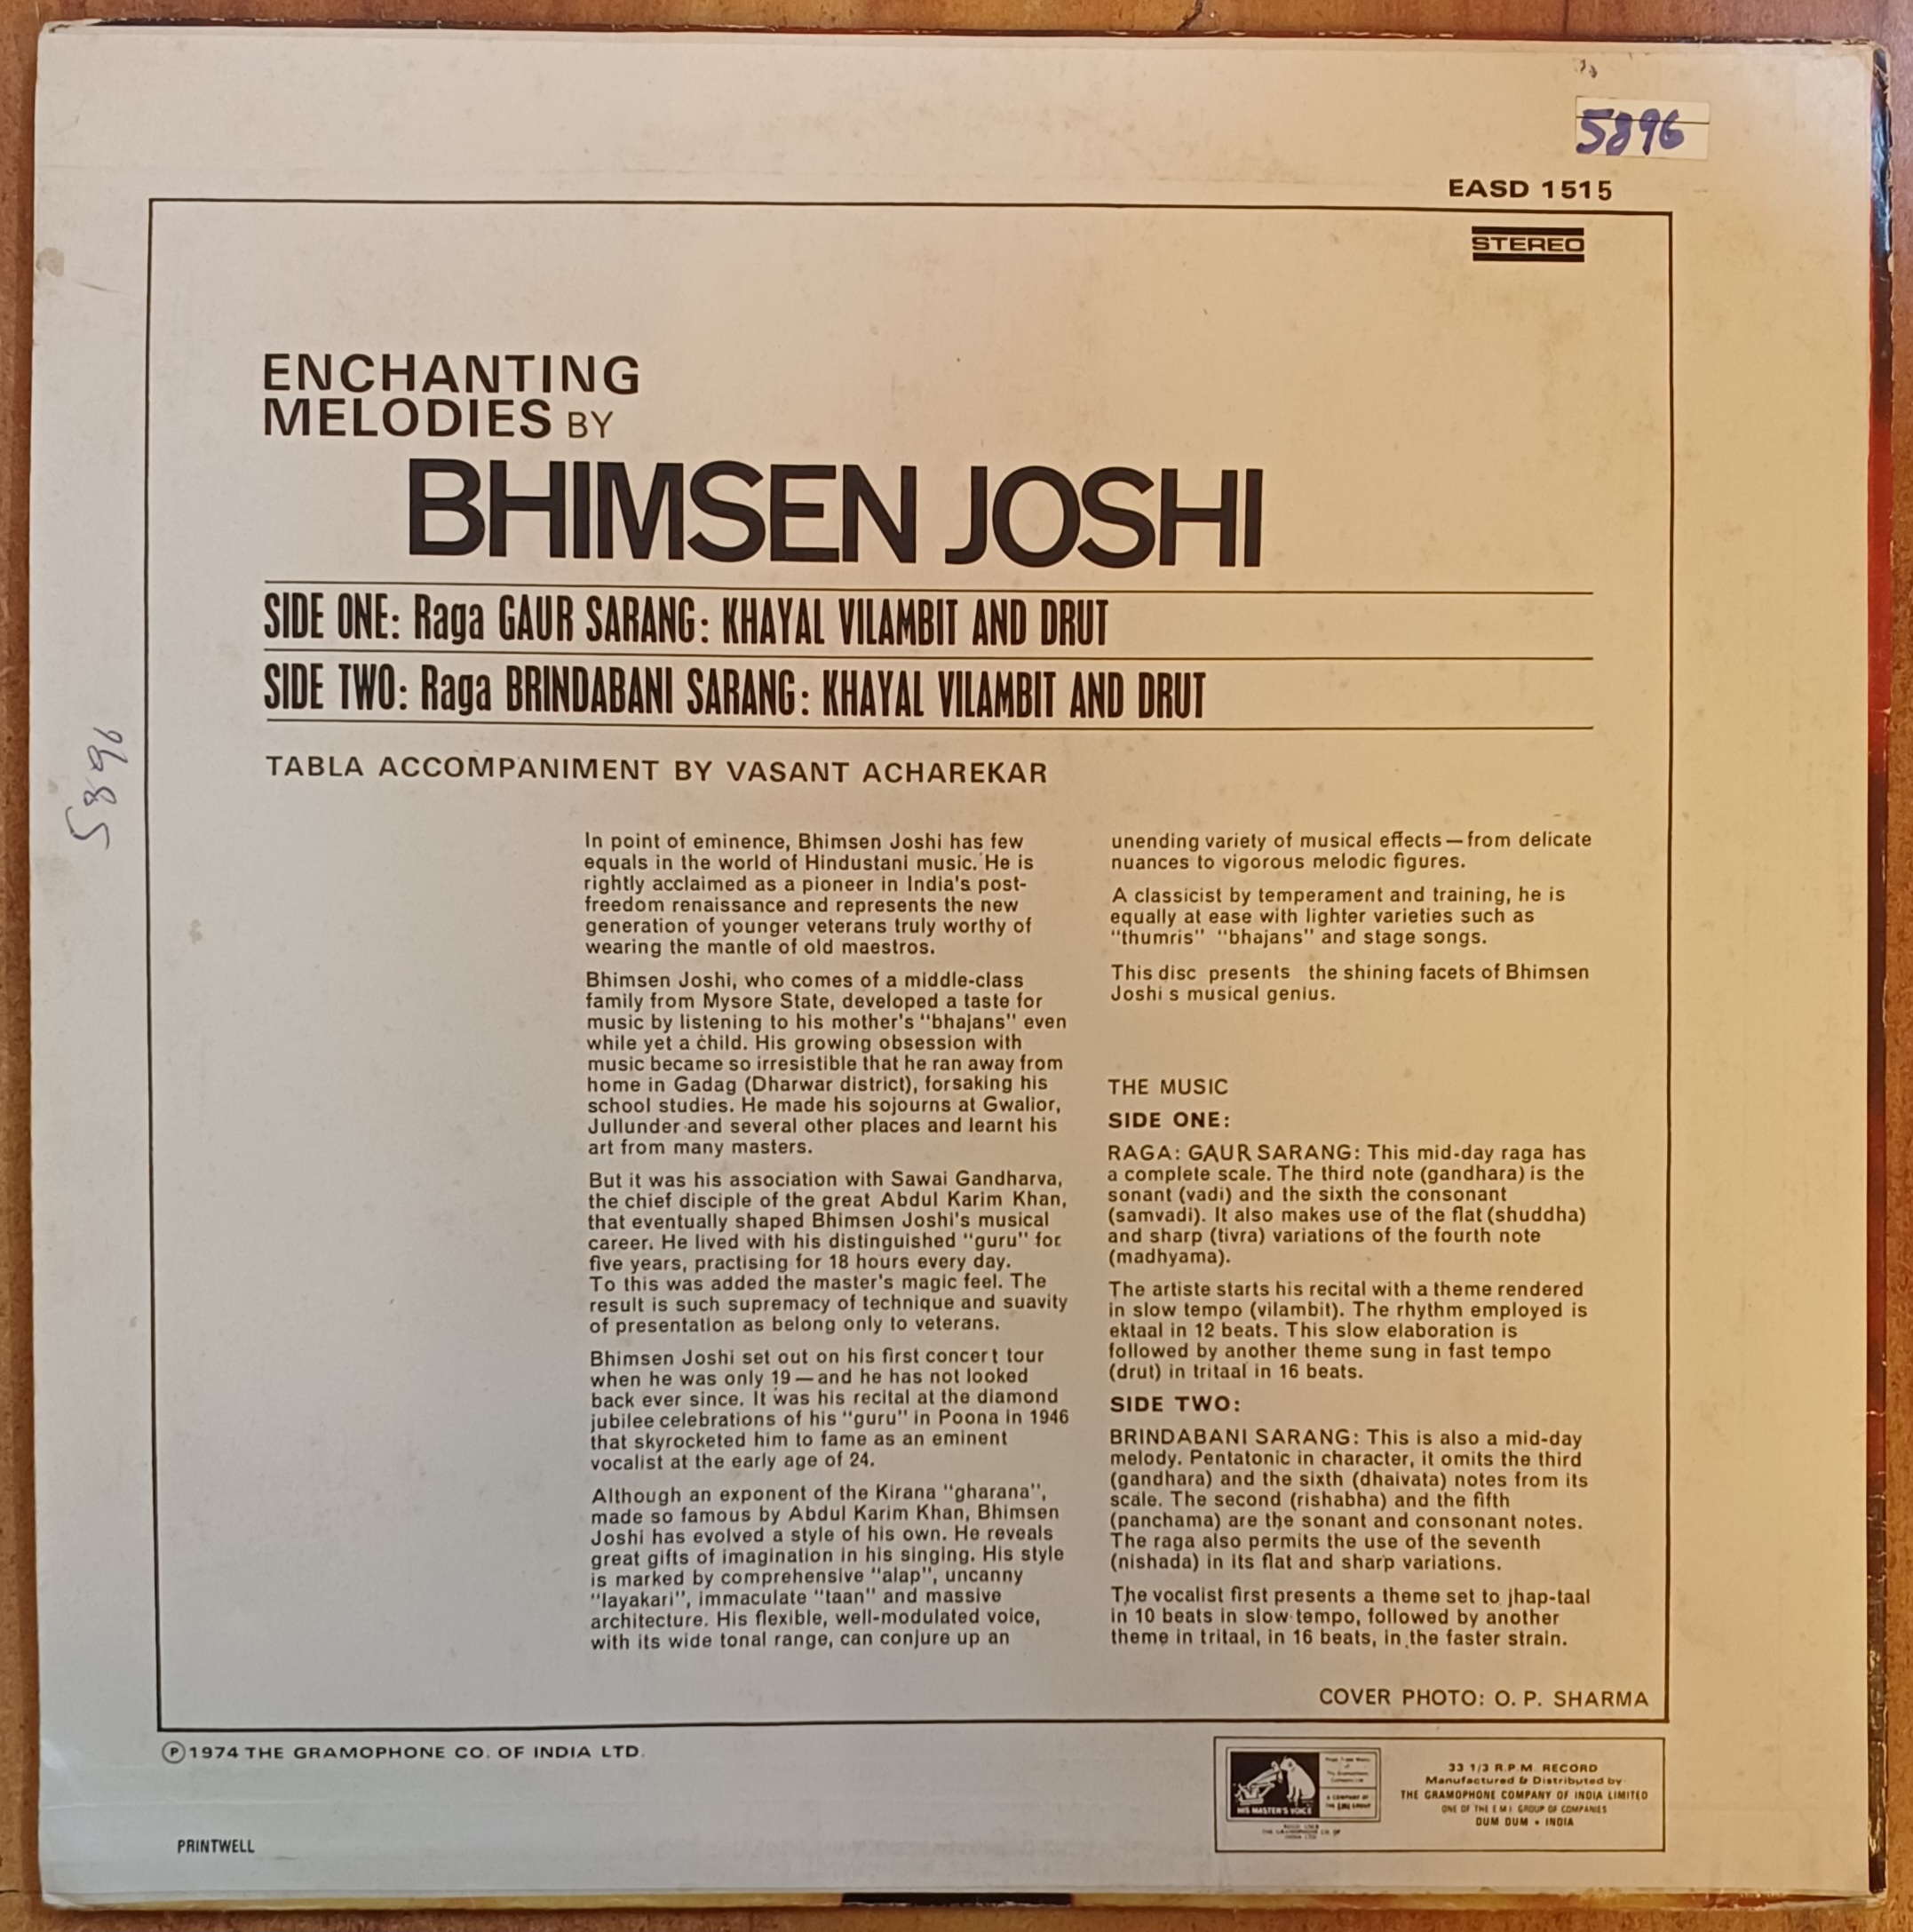 5896
EASD 1515
STEREO
ENCHANTING
MELODIES BY
BHIMSEN JOSHI
SIDE ONE: Raga GAUR SARANG: KHAYAL VILAMBIT AND DRUT
SIDE TWO: Raga BRINDABANI SARANG: KHAYAL VILAMBIT AND DRUT
TABLA ACCOMPANIMENT BY VASANT ACHAREKAR
5896
In point of eminence, Bhimsen Joshi has few
equals in the world of Hindustani music. He is
rightly acclaimed as a pioneer in India's post-
freedom renaissance and represents the new
generation of younger veterans truly worthy of
wearing the mantle of old maestros.
Bhimsen Joshi, who comes of a middle-class
family from Mysore State, developed a taste for
music by listening to his mother's "bhajans" even
while yet a child. His growing obsession with
music became so irresistible that he ran away from
home in Gadag (Dharwar district), forsaking his
school studies. He made his sojourns at Gwalior,
Jullunder and several other places and learnt his
art from many masters.
But it was his association with Sawai Gandharva,
the chief disciple of the great Abdul Karim Khan,
that eventually shaped Bhimsen Joshi's musical
career. He lived with his distinguished "guru" for
five years, practising for 18 hours every day.
To this was added the master's magic feel. The
result is such supremacy of technique and suavity
of presentation as belong only to veterans.
Bhimsen Joshi set out on his first concert tour
when he was only 19—and he has not looked
back ever since. It was his recital at the diamond
jubilee celebrations of his "guru" in Poona in 1946
that skyrocketed him to fame as an eminent
vocalist at the early age of 24.
Although an exponent of the Kirana "gharana",
made so famous by Abdul Karim Khan, Bhimsen
Joshi has evolved a style of his own. He reveals
great gifts of imagination in his singing. His style
is marked by comprehensive "alap", uncanny
"layakari", immaculate "taan" and massive
architecture. His flexible, well-modulated voice,
with its wide tonal range, can conjure up an
unending variety of musical effects—from delicate
nuances to vigorous melodic figures.
A classicist by temperament and training, he is
equally at ease with lighter varieties such as
"thumris" "bhajans" and stage songs.
This disc presents the shining facets of Bhimsen
Joshi s musical genius.
THE MUSIC
SIDE ONE:
RAGA: GAUR SARANG: This mid-day raga has
a complete scale. The third note (gandhara) is the
sonant (vadi) and the sixth the consonant
(samvadi). It also makes use of the flat (shuddha)
and sharp (tivra) variations of the fourth note
(madhyama).
The artiste starts his recital with a theme rendered
in slow tempo (vilambit). The rhythm employed is
ektaal in 12 beats. This slow elaboration is
followed by another theme sung in fast tempo
(drut) in tritaal in 16 beats.
SIDE TWO:
BRINDABANI SARANG: This is also a mid-day
melody. Pentatonic in character, it omits the third
(gandhara) and the sixth (dhaivata) notes from its
scale. The second (rishabha) and the fifth
(panchama) are the sonant and consonant notes.
The raga also permits the use of the seventh
(nishada) in its flat and sharp variations.
The vocalist first presents a theme set to jhap-taal
in 10 beats in slow tempo, followed by another
theme in tritaal, in 16 beats, in the faster strain.
COVER PHOTO: O. P. SHARMA
Ⓟ1974 THE GRAMOPHONE CO. OF INDIA LTD.
HIS MASTER'S VOICE
A COMPANY OF
THE EMI GROUP
33 1/3 R.P.M. RECORD
Manufactured & Distributed by
THE GRAMOPHONE COMPANY OF INDIA LIMITED
ONE OF THE E M I GROUP OF COMPANIES
DUM DUM • INDIA
PRINTWELL